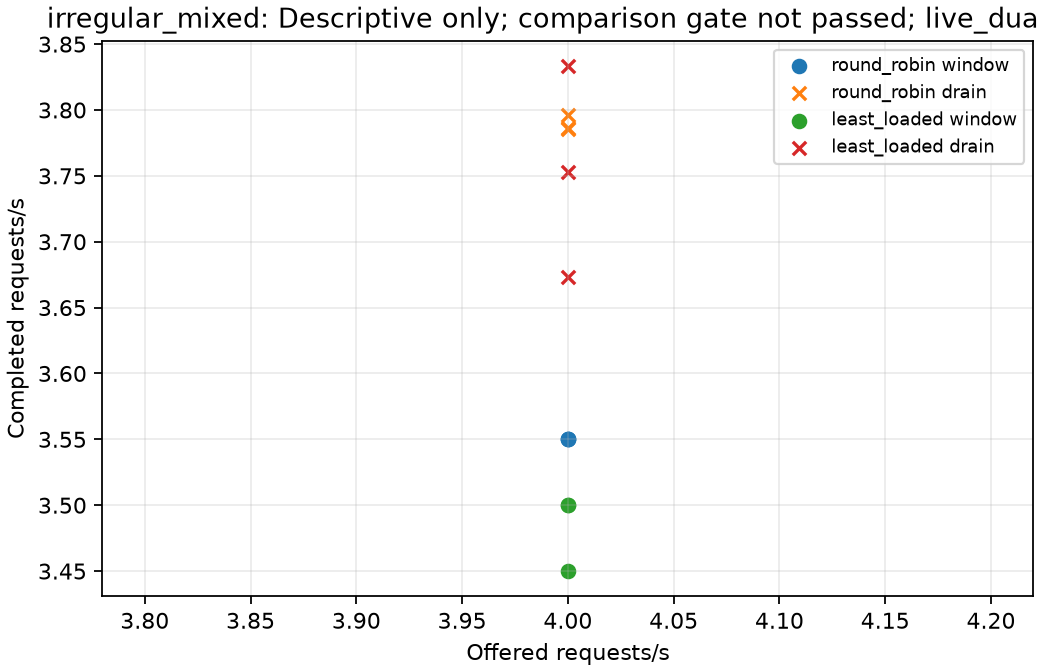 irregular_mixed: Descriptive only; comparison gate not passed; live_dua
3.85
3.80
3.75
3.70
3.65
3.60
3.55
3.50
3.45
Completed requests/s
round_robin window
round_robin drain
least_loaded window
least_loaded drain
3.80 3.85 3.90 3.95 4.00 4.05 4.10 4.15 4.20
Offered requests/s